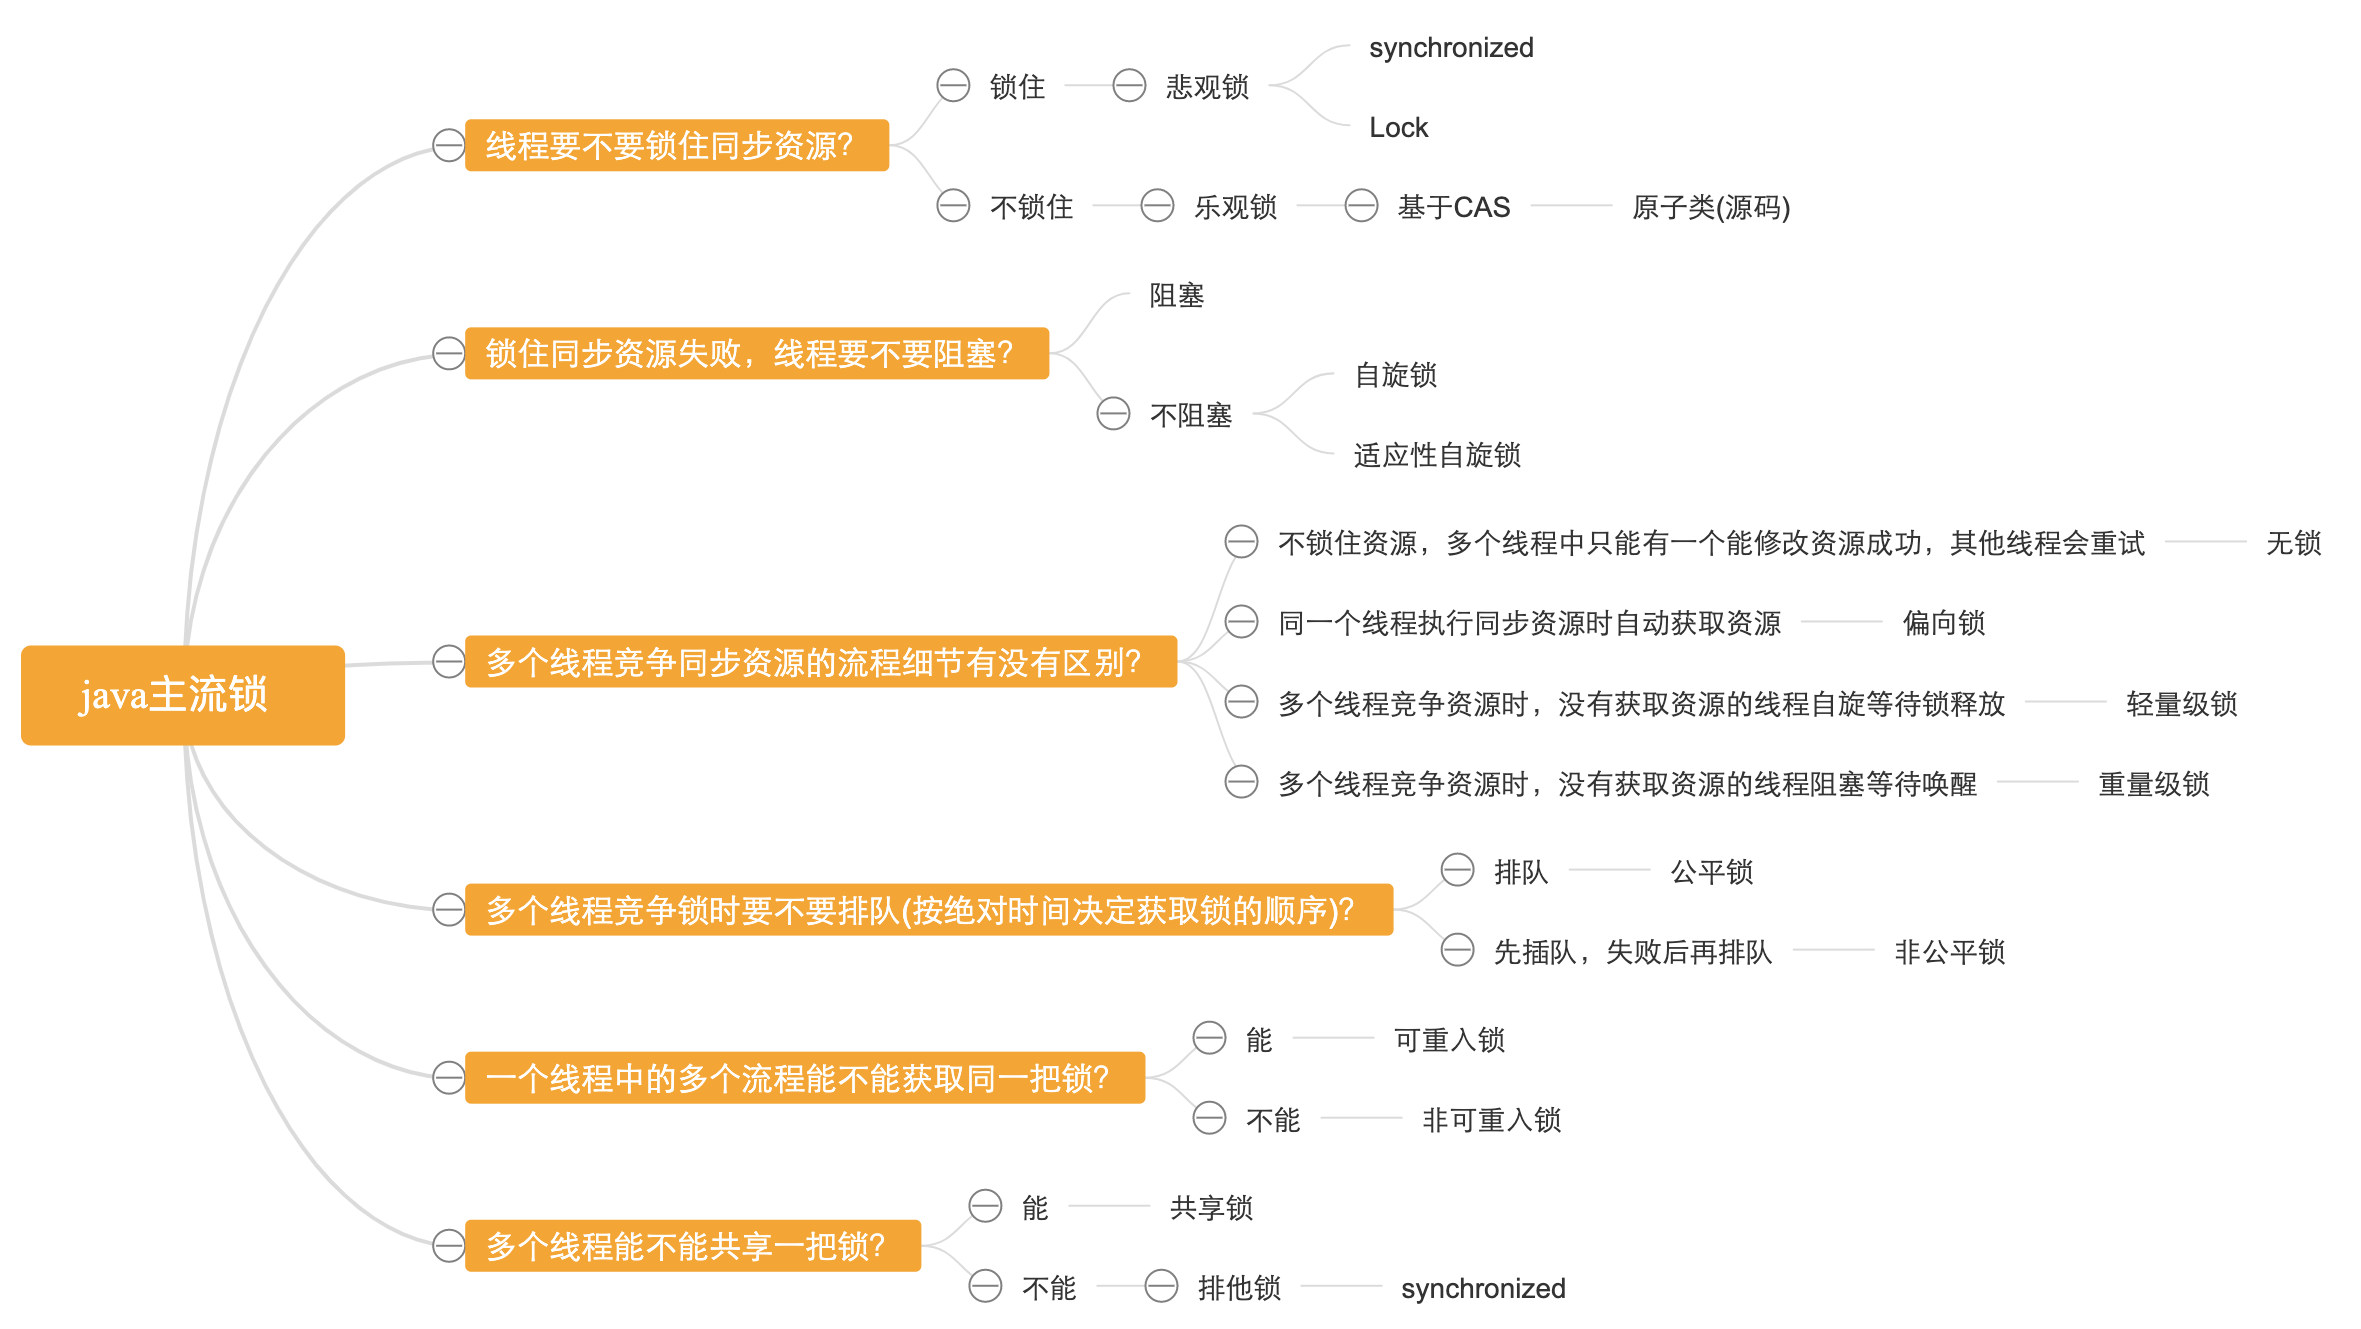 java主流锁
线程要不要锁住同步资源？
锁住
悲观锁
synchronized
Lock
不锁住
乐观锁
基于CAS
原子类(源码)
锁住同步资源失败，线程要不要阻塞？
阻塞
不阻塞
自旋锁
适应性自旋锁
多个线程竞争同步资源的流程细节有没有区别？
不锁住资源，多个线程中只能有一个能修改资源成功，其他线程会重试
无锁
同一个线程执行同步资源时自动获取资源
偏向锁
多个线程竞争资源时，没有获取资源的线程自旋等待锁释放
轻量级锁
多个线程竞争资源时，没有获取资源的线程阻塞等待唤醒
重量级锁
多个线程竞争锁时要不要排队(按绝对时间决定获取锁的顺序)？
排队
公平锁
先插队，失败后再排队
非公平锁
一个线程中的多个流程能不能获取同一把锁？
能
可重入锁
不能
非可重入锁
多个线程能不能共享一把锁？
能
共享锁
不能
排他锁
synchronized